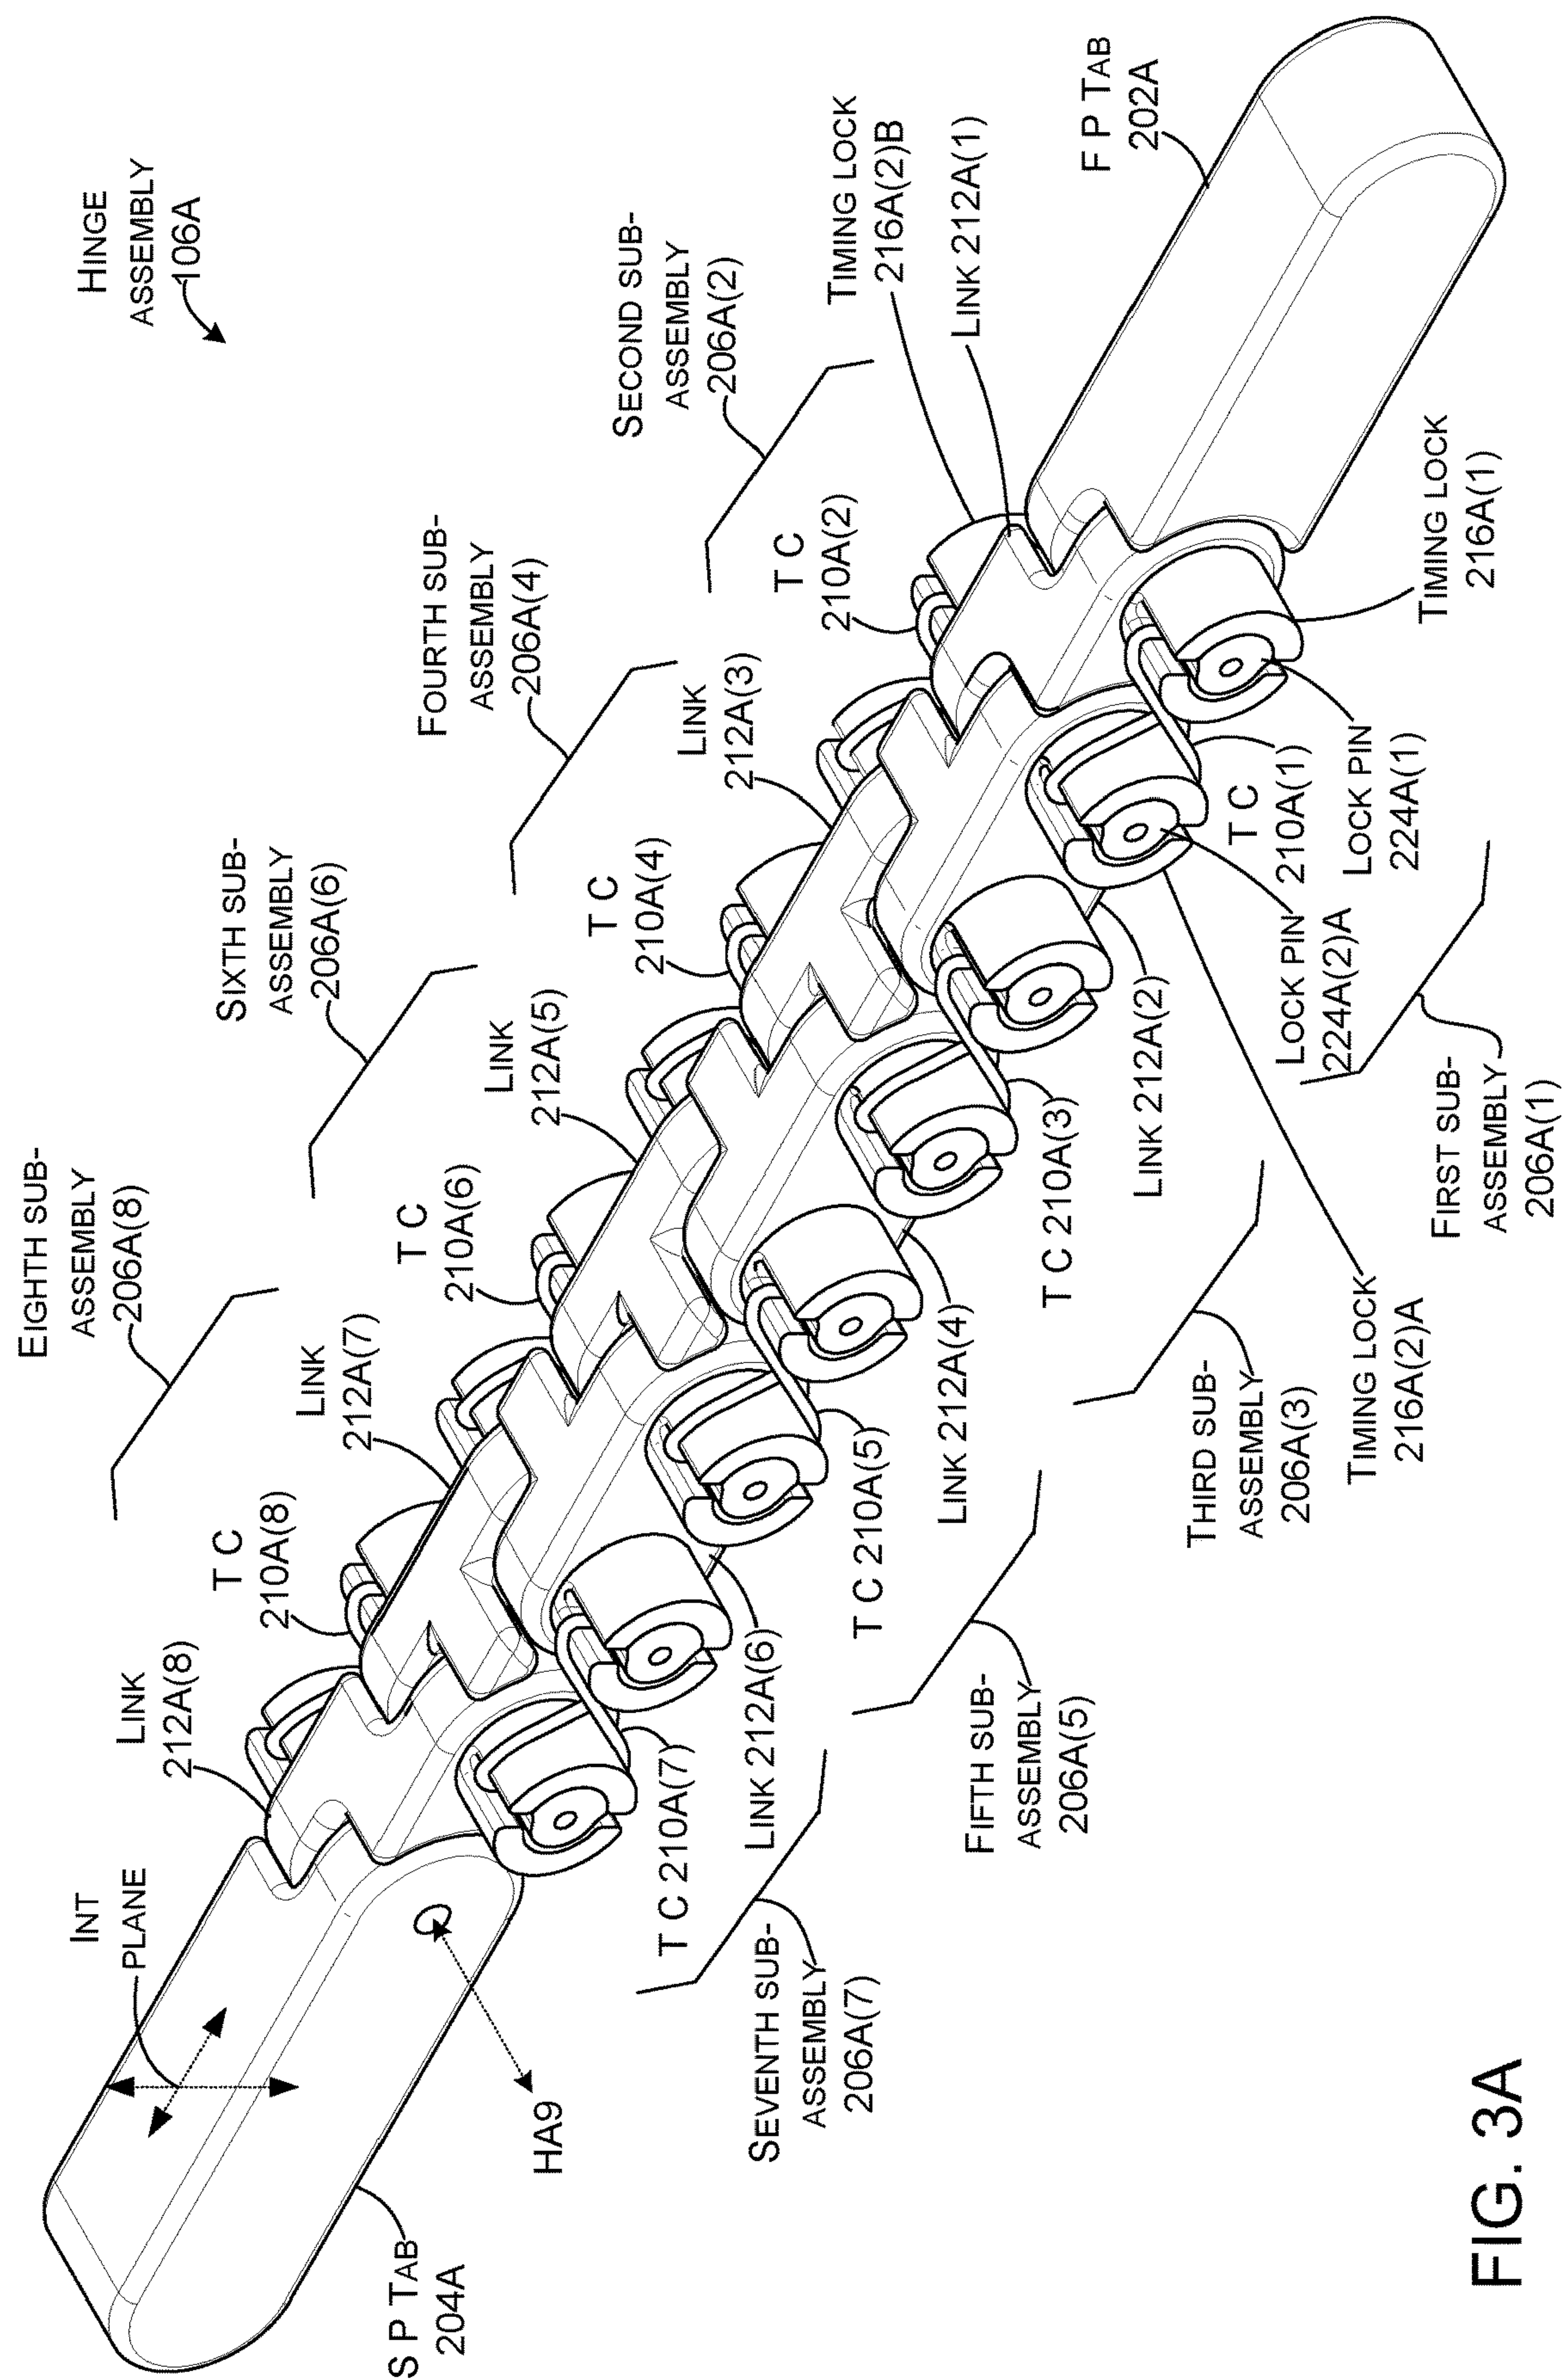 HINGE
ASSEMBLY
106A
SECOND SUB-
ASSEMBLY
206A(2)
TIMING LOCK
216A(2)B
LINK 212A(1)
F P TAB
202A
T C
210A(2)
FOURTH SUB-
ASSEMBLY
206A(4)
LINK
212A(3)
T C
210A(4)
SIXTH SUB-
ASSEMBLY
206A(6)
LINK
212A(5)
T C
210A(6)
EIGHTH SUB-
ASSEMBLY
206A(8)
LINK
212A(7)
T C
210A(8)
LINK
212A(8)
INT
PLANE
S P TAB
204A
HA9
SEVENTH SUB-
ASSEMBLY
206A(7)
T C 210A(7)
LINK 212A(6)
FIFTH SUB-
ASSEMBLY
206A(5)
T C 210A(5)
LINK 212A(4)
THIRD SUB-
ASSEMBLY
206A(3)
T C 210A(3)
LINK 212A(2)
TIMING LOCK
216A(2)A
FIRST SUB-
ASSEMBLY
206A(1)
LOCK PIN
224A(2)A
T C
210A(1)
LOCK PIN
224A(1)
TIMING LOCK
216A(1)
FIG. 3A